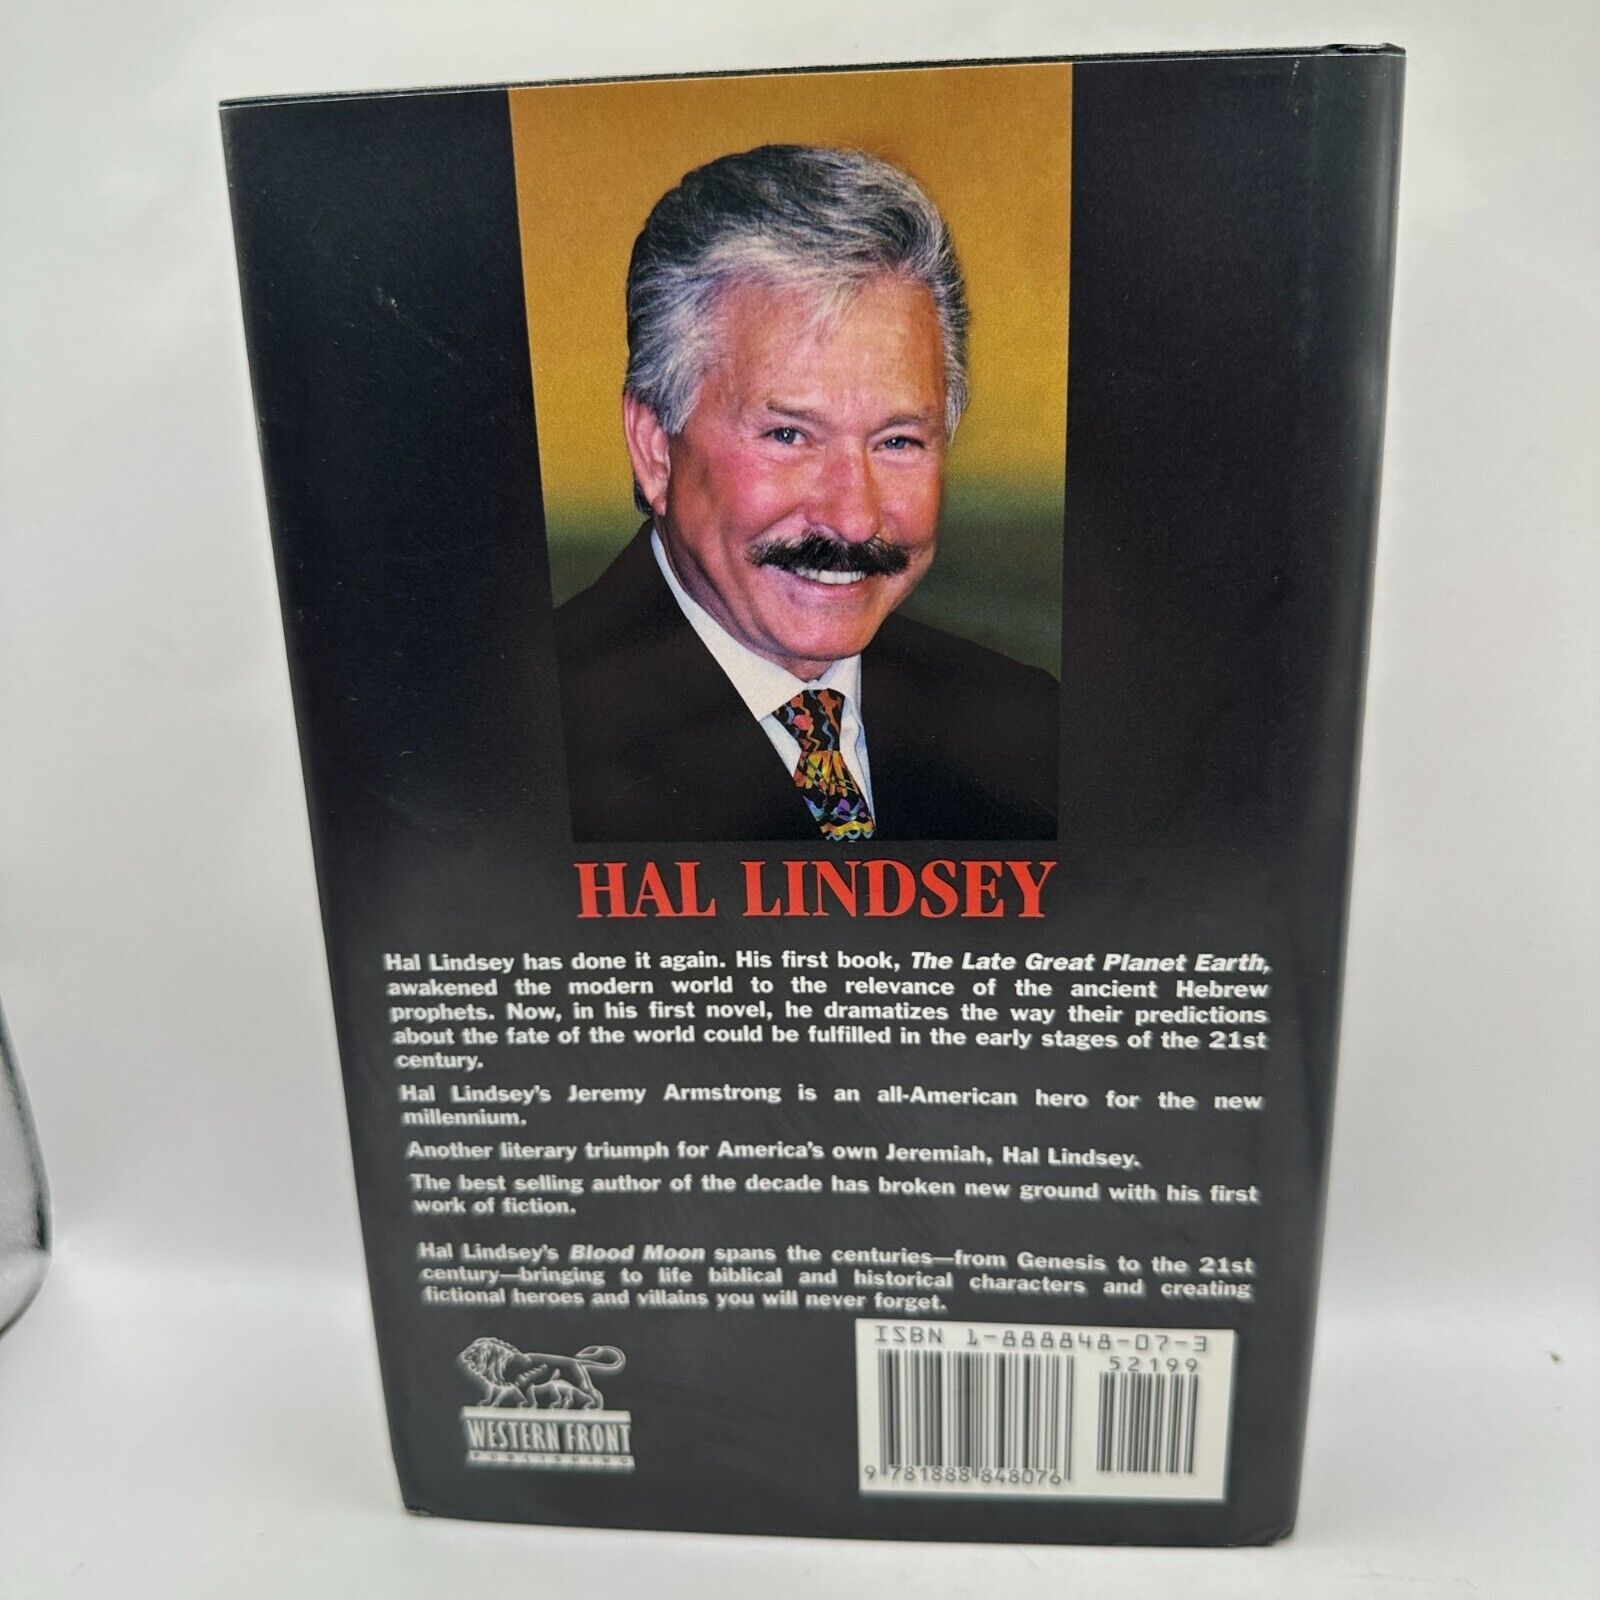 HAL LINDSEY
Hal Lindsey has done it again. His first book, The Late Great Planet Earth,
awakened the modern world to the relevance of the ancient Hebrew
prophets. Now, in his first novel, he dramatizes the way their predictions
about the fate of the world could be fulfilled in the early stages of the 21st
century.
Hal Lindsey's Jeremy Armstrong is an all-American hero for the new
millennium.
Another literary triumph for America's own Jeremiah, Hal Lindsey.
The best selling author of the decade has broken new ground with his first
work of fiction.
Hal Lindsey's Blood Moon spans the centuries—from Genesis to the 21st
century—bringing to life biblical and historical characters and creating
fictional heroes and villains you will never forget.
WESTERN FRONT
PUBLISHING
ISBN 1-888848-07-3
52199
9 781888 848076